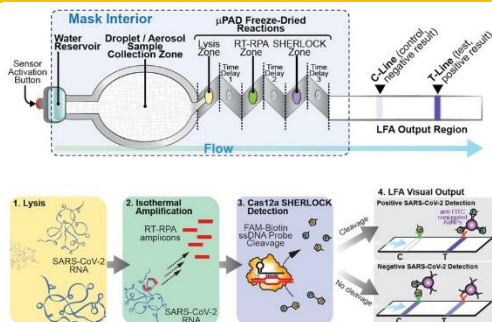 Mask Interior
μPAD Freeze-Dried
Reactions
Water
Reservoir
Droplet / Aerosol
Sample
Collection Zone
Lysis
Zone
RT-RPA
Zone
SHERLOCK
Zone
Sensor
Activation
Button
Time
Delay
1
Time
Delay
2
Time
Delay
3
C-Line (control,
negative result)
T-Line (test,
positive result)
LFA Output Region
Flow
1. Lysis
SARS-CoV-2
RNA
2. Isothermal
Amplification
RT-RPA
amplicons
SARS-CoV-2
RNA
3. Cas12a SHERLOCK
Detection
FAM-Biotin
ssDNA Probe
Cleavage
Cleavage
No cleavage
4. LFA Visual Output
Positive SARS-CoV-2 Detection
anti-FITC
conjugated
AuNPs
C T
Negative SARS-CoV-2 Detection
C T